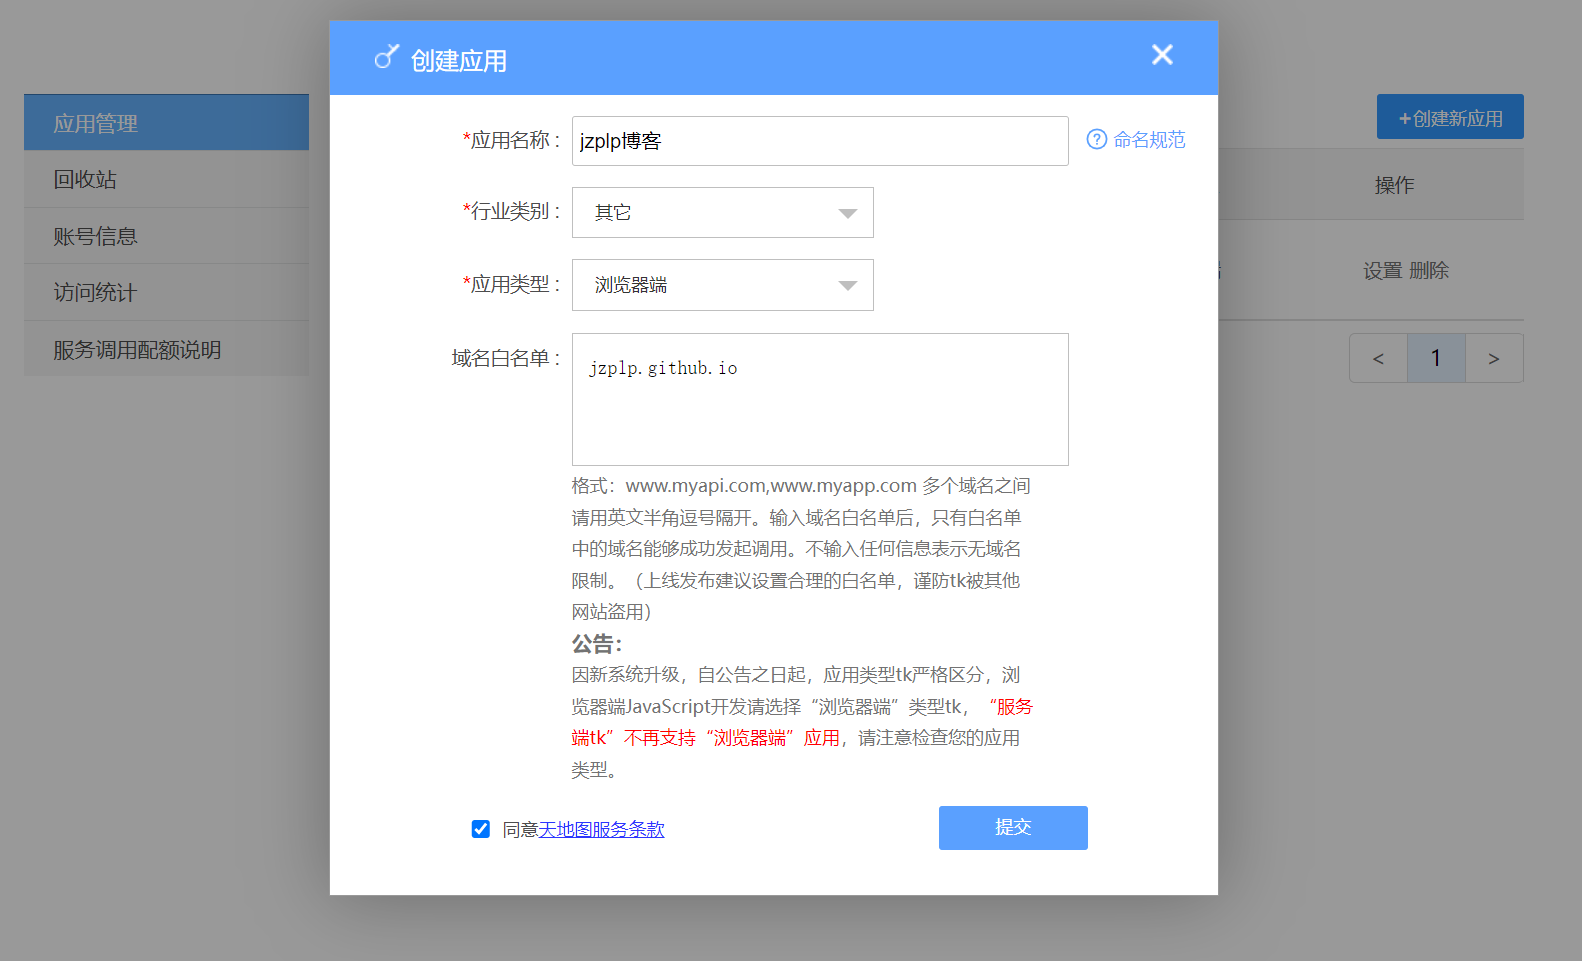 创建应用
应用管理
回收站
账号信息
访问统计
服务调用配额说明
+创建新应用
操作
设置 删除
< 1 >
*应用名称： jzplp博客 ? 命名规范
*行业类别： 其它
*应用类型： 浏览器端
域名白名单： jzplp.github.io
格式：www.myapi.com,www.myapp.com 多个域名之间
请用英文半角逗号隔开。输入域名白名单后，只有白名单
中的域名能够成功发起调用。不输入任何信息表示无域名
限制。（上线发布建议设置合理的白名单，谨防tk被其他
网站盗用）
公告：
因新系统升级，自公告之日起，应用类型tk严格区分，浏
览器端JavaScript开发请选择“浏览器端”类型tk，“服务
端tk”不再支持“浏览器端”应用，请注意检查您的应用
类型。
同意天地图服务条款
提交